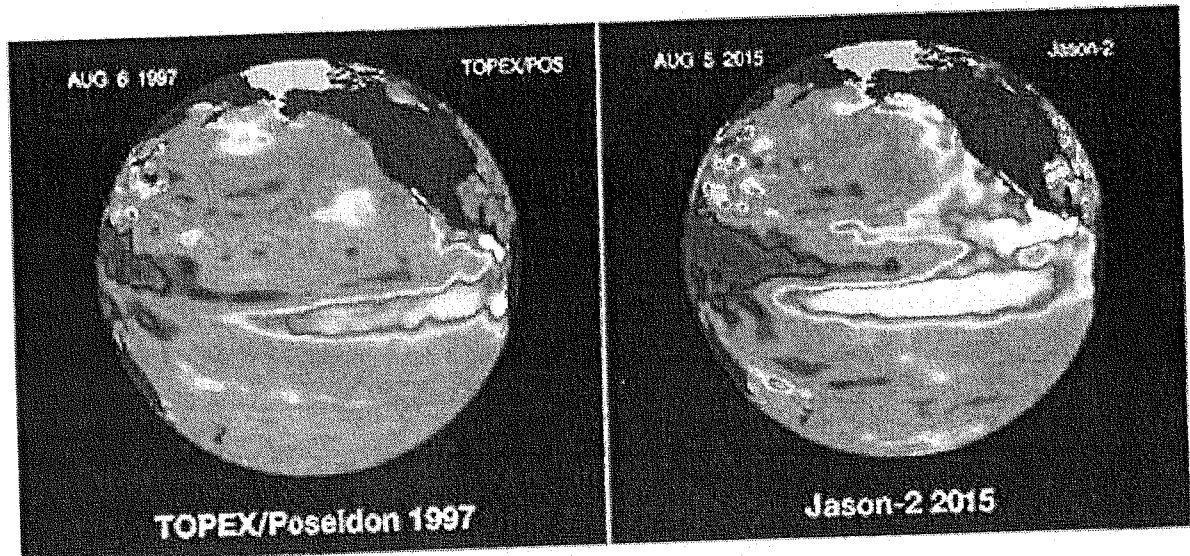 AUG 6 1997
TOPEX/POS
TOPEX/Poseidon 1997
AUG 5 2015
Jason-2
Jason-2 2015